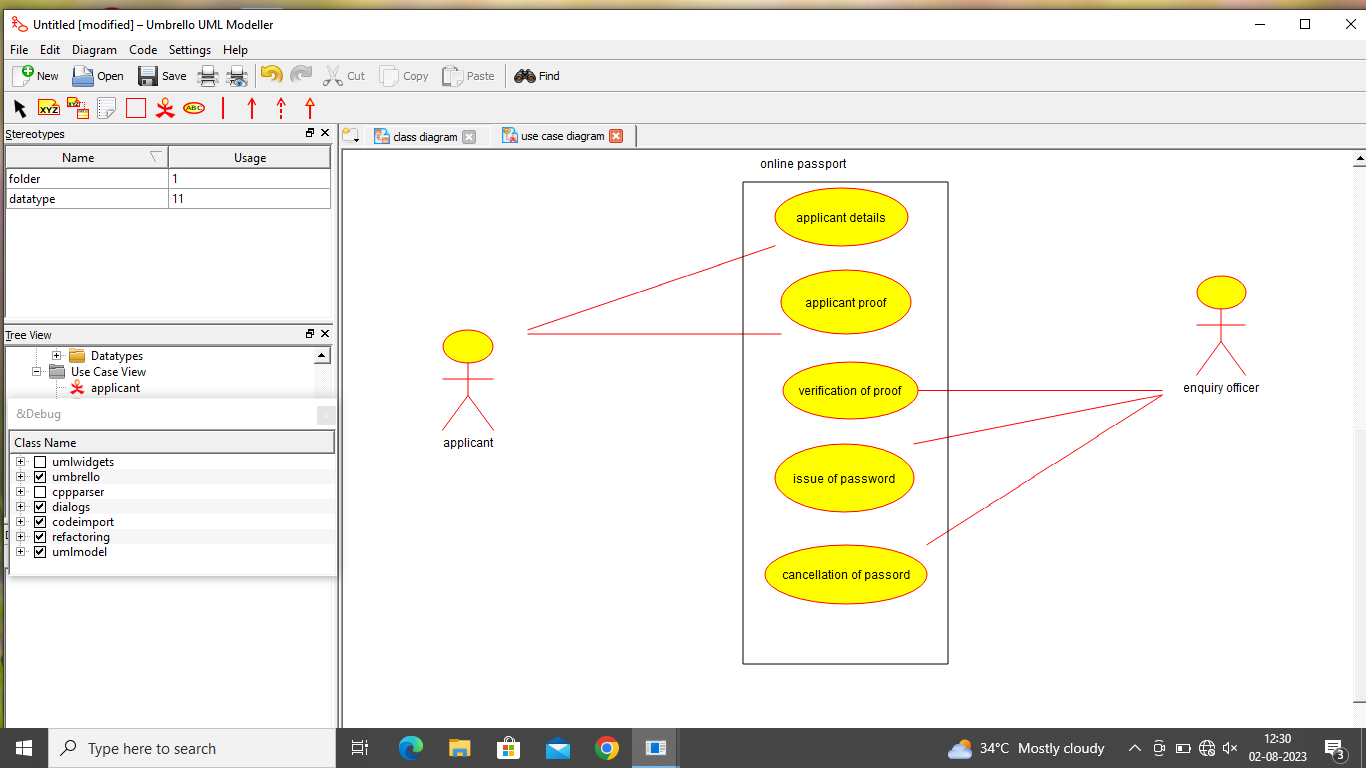 Untitled [modified] – Umbrello UML Modeller
File Edit Diagram Code Settings Help
New Open Save Cut Copy Paste Find
XYZ XYZ ABC
Stereotypes
class diagram use case diagram
Name Usage
folder 1
datatype 11
online passport
applicant details
applicant proof
verification of proof
issue of password
cancellation of passord
applicant
enquiry officer
Tree View
Datatypes
Use Case View
applicant
&Debug
Class Name
umlwidgets
umbrello
cppparser
dialogs
codeimport
refactoring
umlmodel
Type here to search
34°C Mostly cloudy
12:30
02-08-2023
3